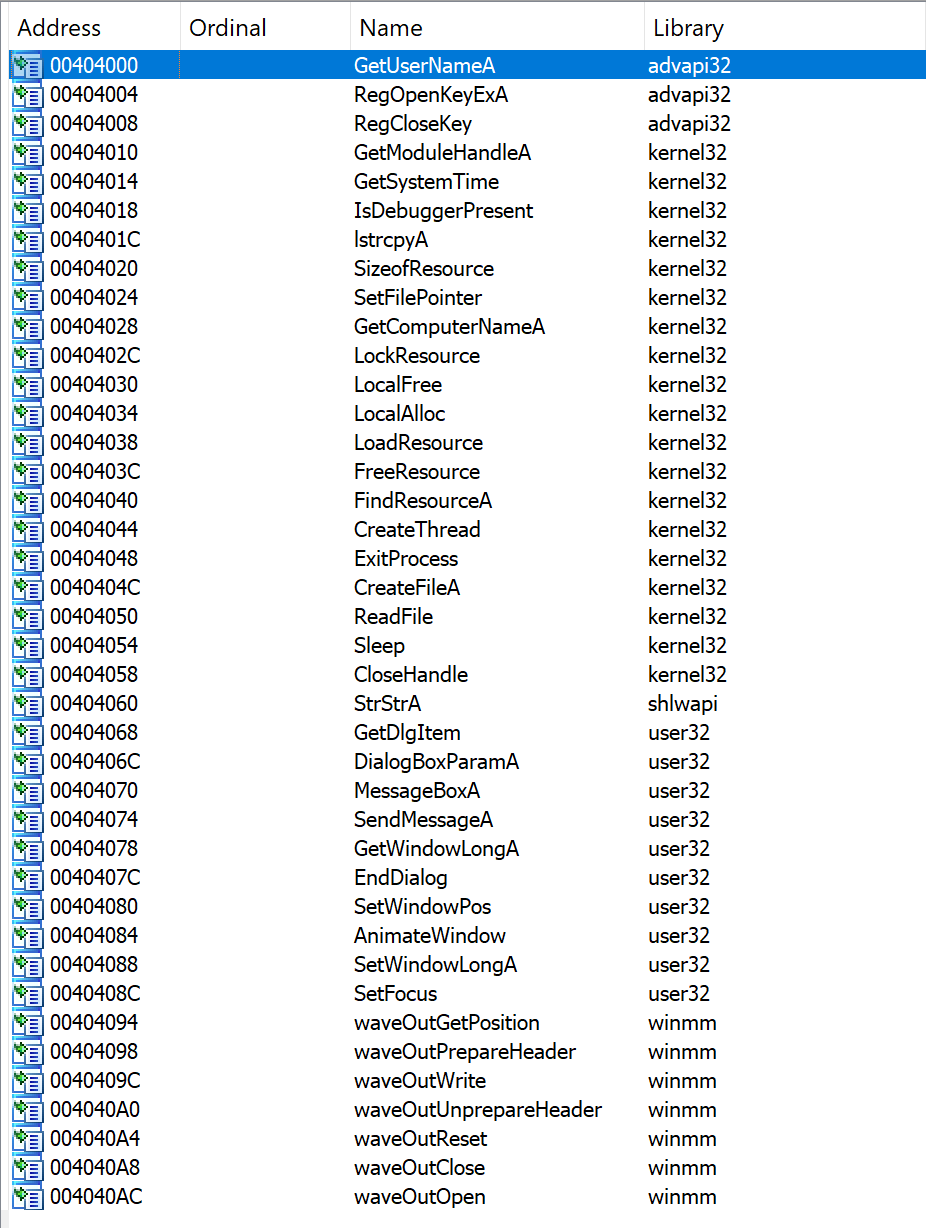 Address Ordinal Name Library
00404000 GetUserNameA advapi32
00404004 RegOpenKeyExA advapi32
00404008 RegCloseKey advapi32
00404010 GetModuleHandleA kernel32
00404014 GetSystemTime kernel32
00404018 IsDebuggerPresent kernel32
0040401C lstrcpyA kernel32
00404020 SizeofResource kernel32
00404024 SetFilePointer kernel32
00404028 GetComputerNameA kernel32
0040402C LockResource kernel32
00404030 LocalFree kernel32
00404034 LocalAlloc kernel32
00404038 LoadResource kernel32
0040403C FreeResource kernel32
00404040 FindResourceA kernel32
00404044 CreateThread kernel32
00404048 ExitProcess kernel32
0040404C CreateFileA kernel32
00404050 ReadFile kernel32
00404054 Sleep kernel32
00404058 CloseHandle kernel32
00404060 StrStrA shlwapi
00404068 GetDlgItem user32
0040406C DialogBoxParamA user32
00404070 MessageBoxA user32
00404074 SendMessageA user32
00404078 GetWindowLongA user32
0040407C EndDialog user32
00404080 SetWindowPos user32
00404084 AnimateWindow user32
00404088 SetWindowLongA user32
0040408C SetFocus user32
00404094 waveOutGetPosition winmm
00404098 waveOutPrepareHeader winmm
0040409C waveOutWrite winmm
004040A0 waveOutUnprepareHeader winmm
004040A4 waveOutReset winmm
004040A8 waveOutClose winmm
004040AC waveOutOpen winmm